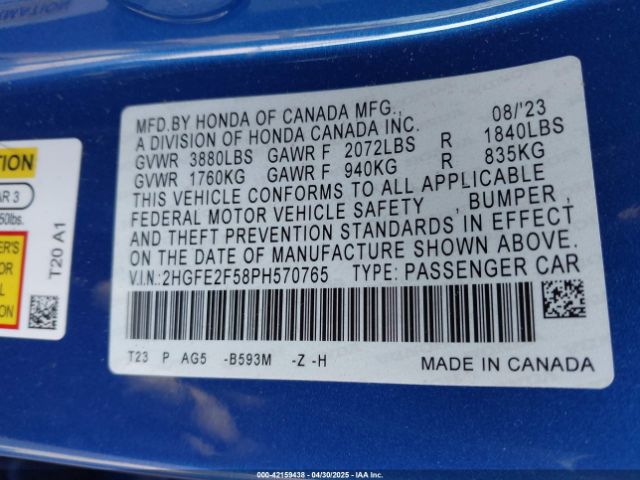 MFD.BY HONDA OF CANADA MFG., 08/'23
A DIVISION OF HONDA CANADA INC.
GVWR 3880LBS GAWR F 2072LBS R 1840LBS
GVWR 1760KG GAWR F 940KG R 835KG
THIS VEHICLE CONFORMS TO ALL APPLICABLE
FEDERAL MOTOR VEHICLE SAFETY , BUMPER ,
AND THEFT PREVENTION STANDARDS IN EFFECT
ON THE DATE OF MANUFACTURE SHOWN ABOVE.
V.I.N.:2HGFE2F58PH570765 TYPE: PASSENGER CAR
T23 P AG5 -B593M -Z -H
MADE IN CANADA
T20 A1
000-42159438 - 04/30/2025 - IAA Inc.